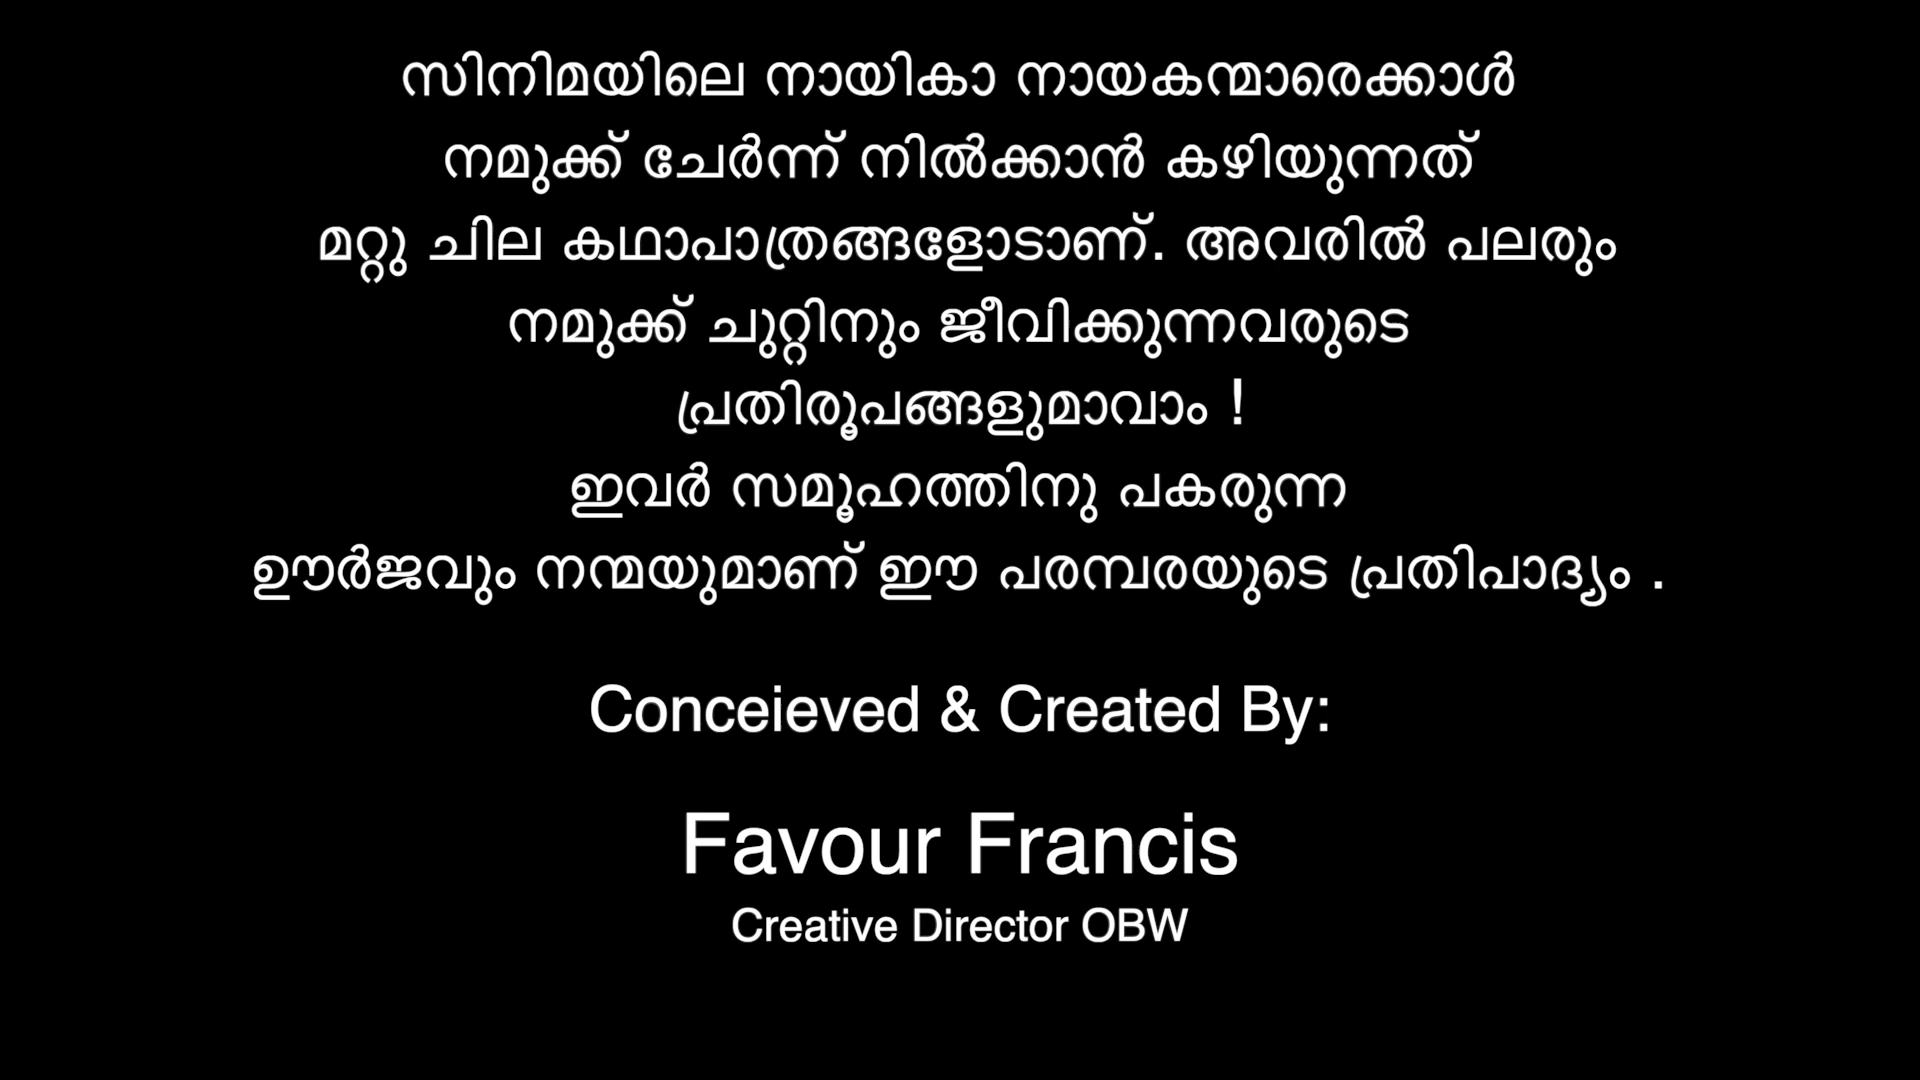 സിനിമയിലെ നായികാ നായകന്മാരെക്കാൾ
നമുക്ക് ചേർന്ന് നിൽക്കാൻ കഴിയുന്നത്
മറ്റു ചില കഥാപാത്രങ്ങളോടാണ്. അവരിൽ പലരും
നമുക്ക് ചുറ്റിനും ജീവിക്കുന്നവരുടെ
പ്രതിരൂപങ്ങളുമാവാം !
ഇവർ സമൂഹത്തിനു പകരുന്ന
ഊർജവും നന്മയുമാണ് ഈ പരമ്പരയുടെ പ്രതിപാദ്യം .
Conceieved & Created By:
Favour Francis
Creative Director OBW